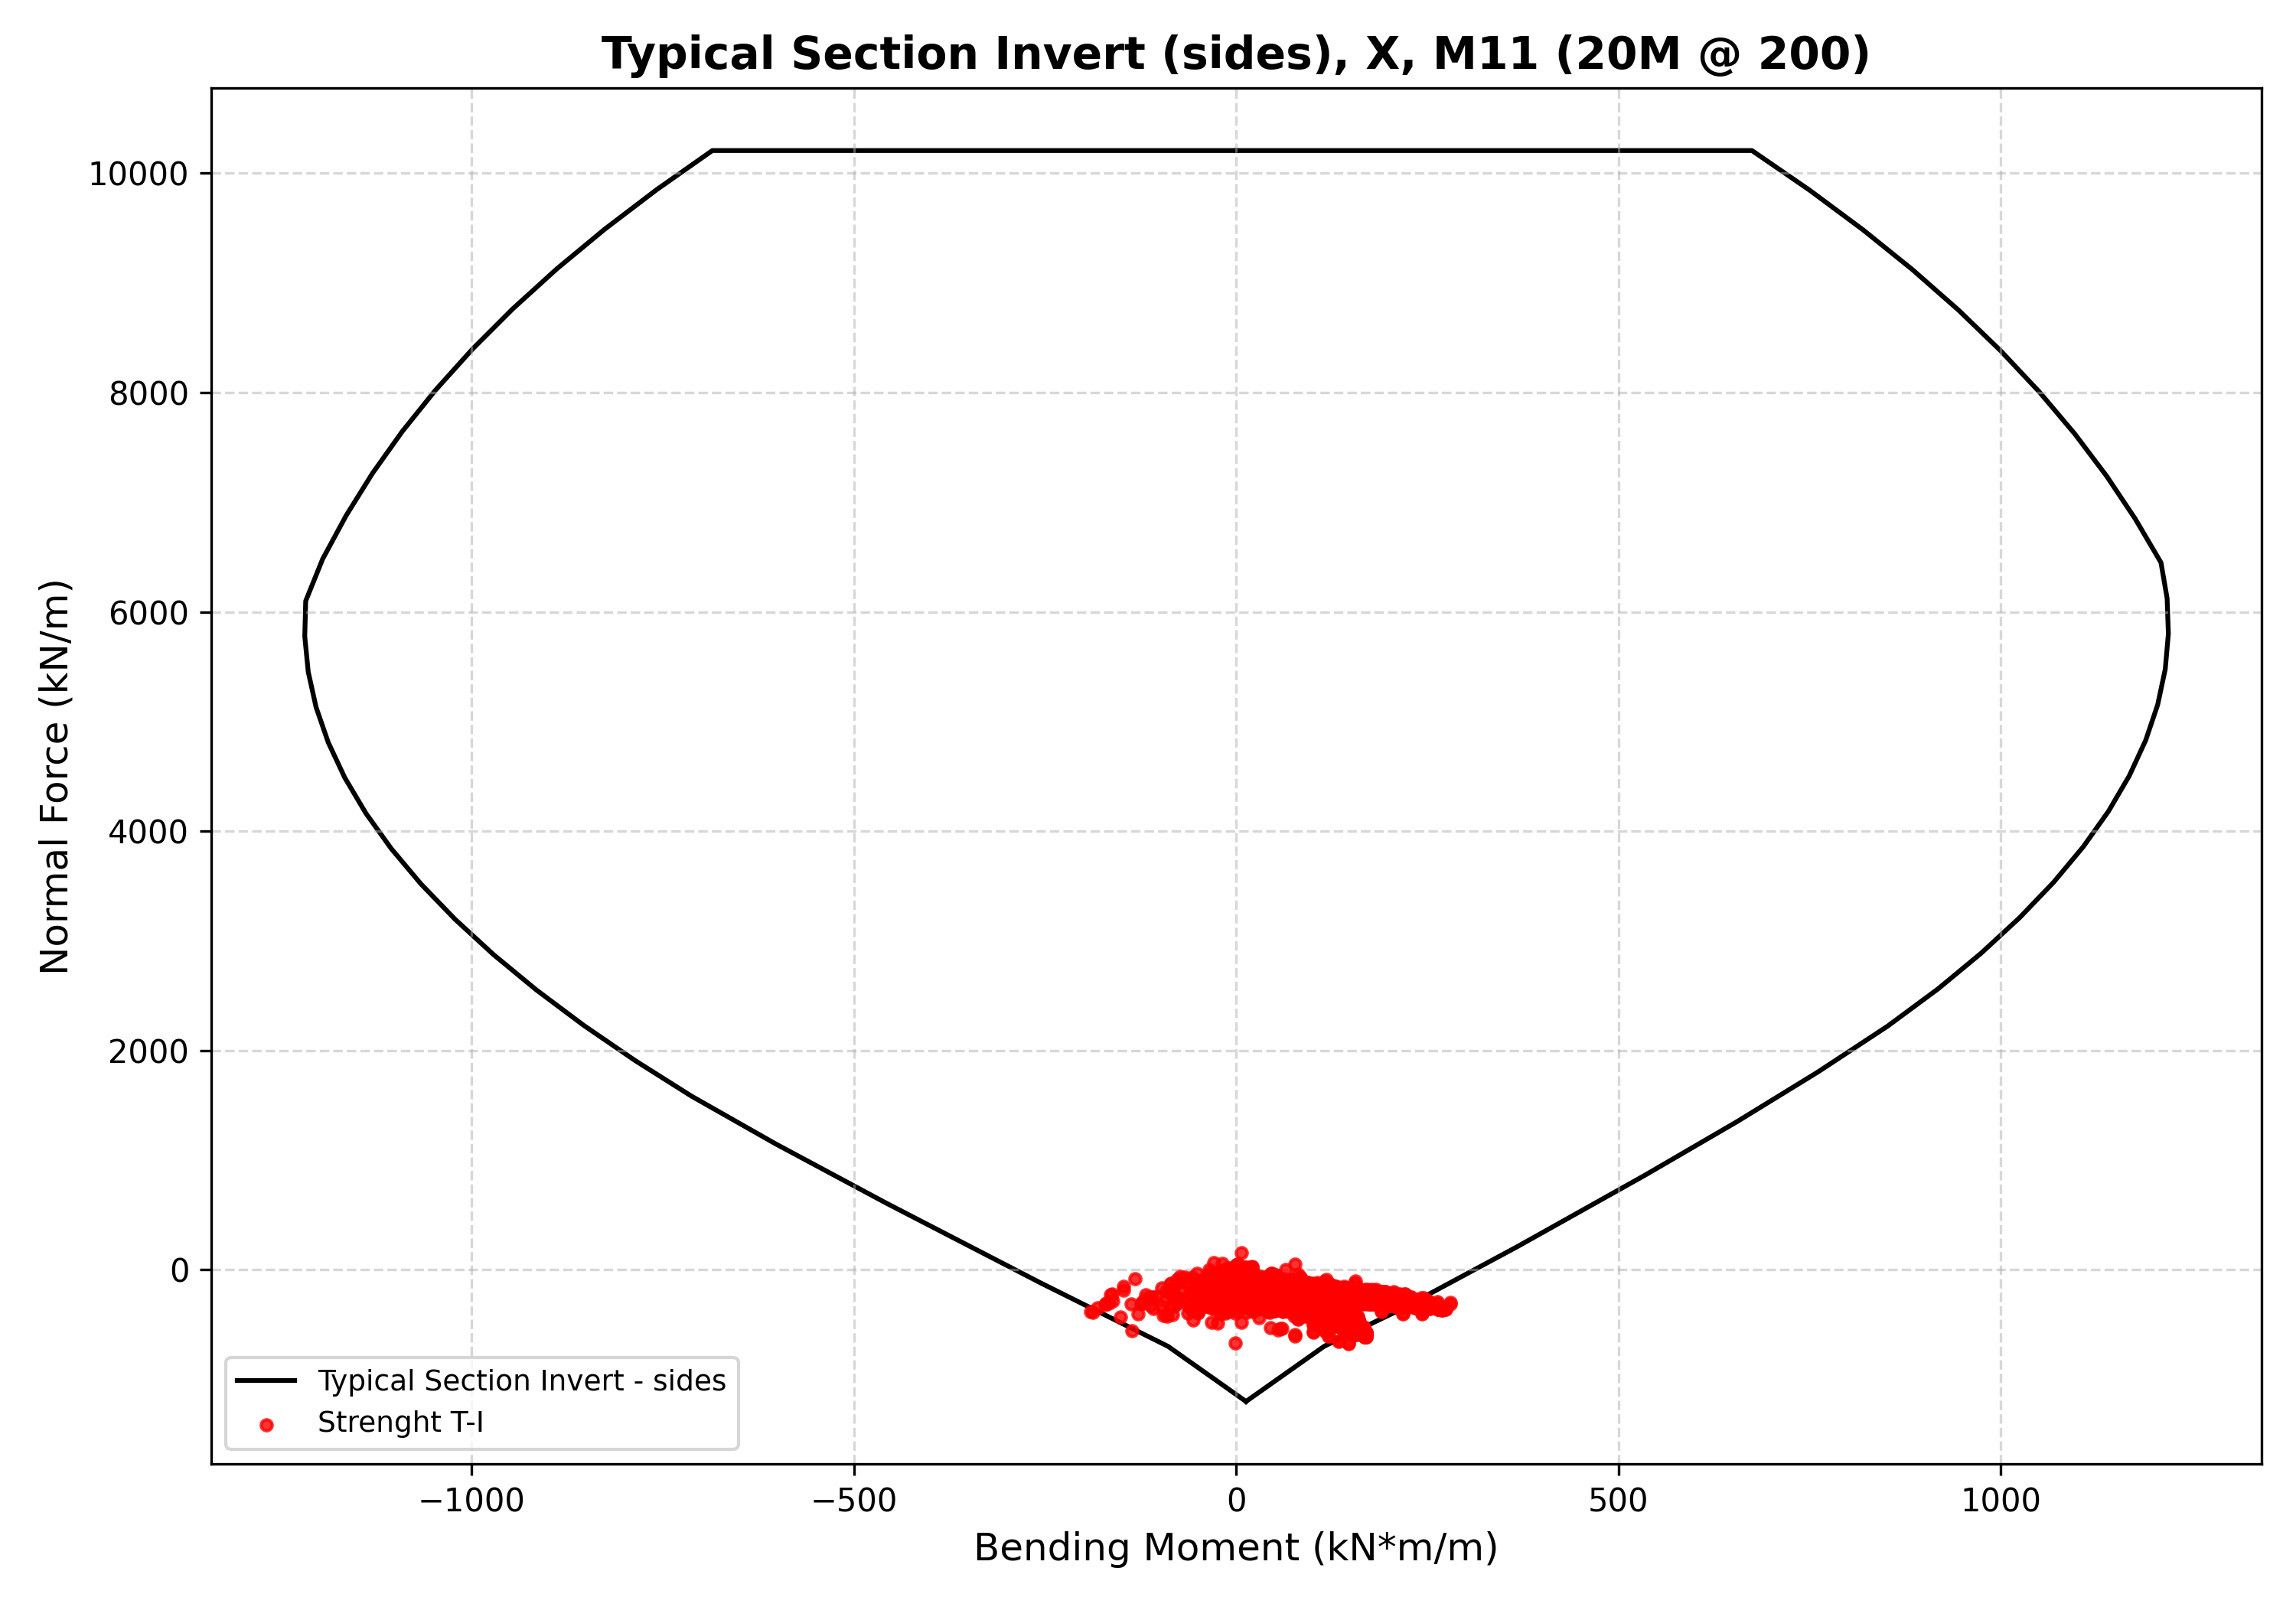 Typical Section Invert (sides), X, M11 (20M @ 200)
Normal Force (kN/m)
10000
8000
6000
4000
2000
0
Typical Section Invert - sides
Strenght T-I
−1000
−500
0
500
1000
Bending Moment (kN*m/m)